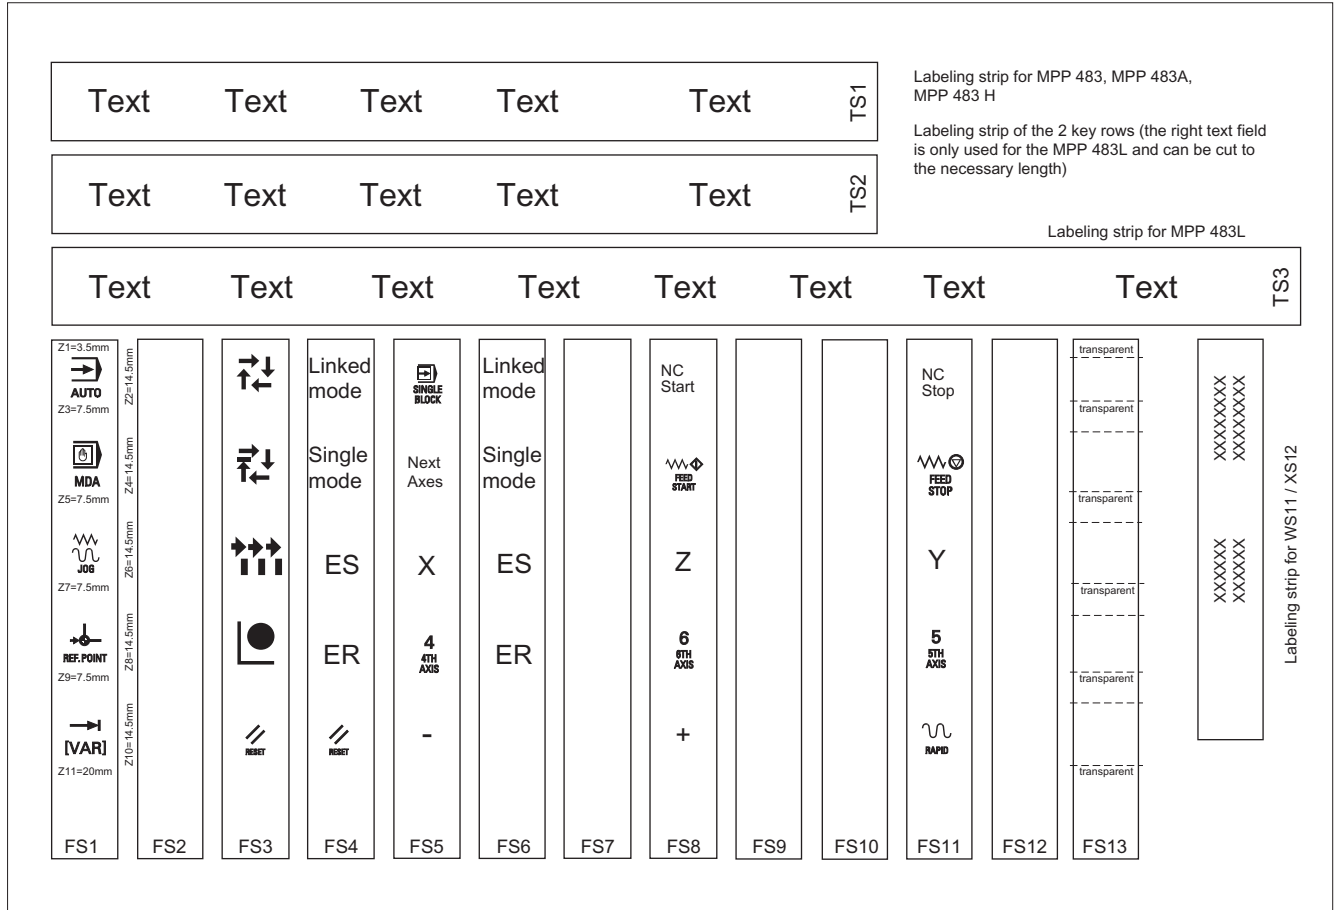 Text Text Text Text Text TS1
Labeling strip for MPP 483, MPP 483A,
MPP 483 H
Labeling strip of the 2 key rows (the right text field
is only used for the MPP 483L and can be cut to
the necessary length)
Text Text Text Text Text TS2
Labeling strip for MPP 483L
Text Text Text Text Text Text Text Text TS3
Z1=3.5mm
AUTO
Z2=14.5mm
Z3=7.5mm
MDA
Z4=14.5mm
Z5=7.5mm
JOG
Z6=14.5mm
Z7=7.5mm
REF.POINT
Z8=14.5mm
Z9=7.5mm
[VAR]
Z10=14.5mm
Z11=20mm
FS1
FS2
RESET
FS3
Linked
mode
Single
mode
ES
ER
RESET
FS4
SINGLE
BLOCK
Next
Axes
X
4
4TH
AXIS
-
FS5
Linked
mode
Single
mode
ES
ER
FS6
FS7
NC
Start
FEED
START
Z
6
6TH
AXIS
+
FS8
FS9
FS10
NC
Stop
FEED
STOP
Y
5
5TH
AXIS
RAPID
FS11
FS12
transparent
transparent
transparent
transparent
transparent
transparent
FS13
XXXXXXXX
XXXXXXXX
XXXXXX
XXXXXX
Labeling strip for WS11 / XS12